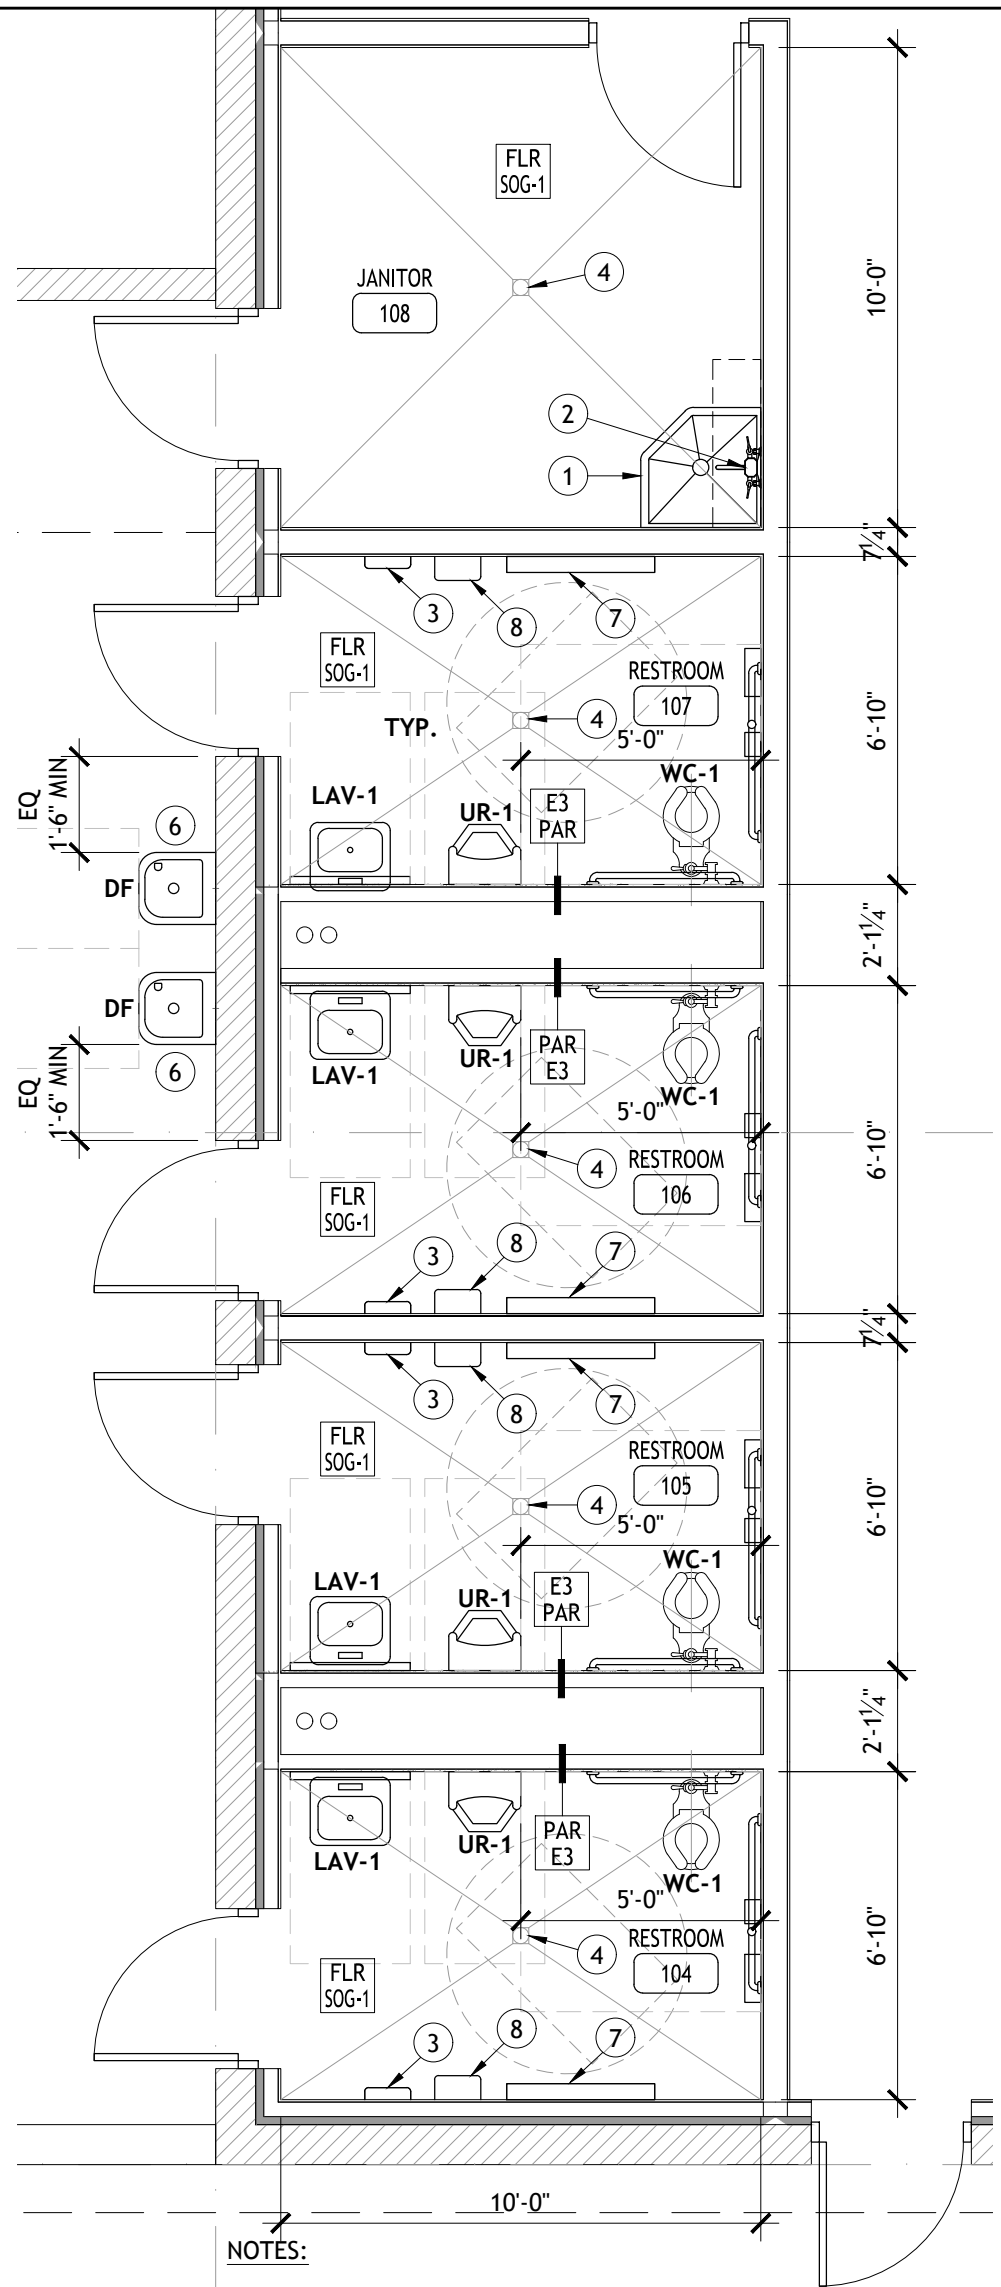 FLR
SOG-1
JANITOR
108
4
10'-0"
2
1
7¼"
3
8
7
FLR
SOG-1
RESTROOM
107
TYP.
4
5'-0"
6'-10"
EQ
1'-6" MIN
6
LAV-1
UR-1
E3
PAR
WC-1
DF
2'-1¼"
DF
6
EQ
1'-6" MIN
LAV-1
UR-1
PAR
E3
WC-1
5'-0"
4
RESTROOM
106
6'-10"
FLR
SOG-1
3
8
7
7¼"
3
8
7
FLR
SOG-1
RESTROOM
105
4
5'-0"
6'-10"
LAV-1
UR-1
E3
PAR
WC-1
2'-1¼"
LAV-1
UR-1
PAR
E3
WC-1
5'-0"
4
RESTROOM
104
6'-10"
FLR
SOG-1
3
8
7
10'-0"
NOTES: